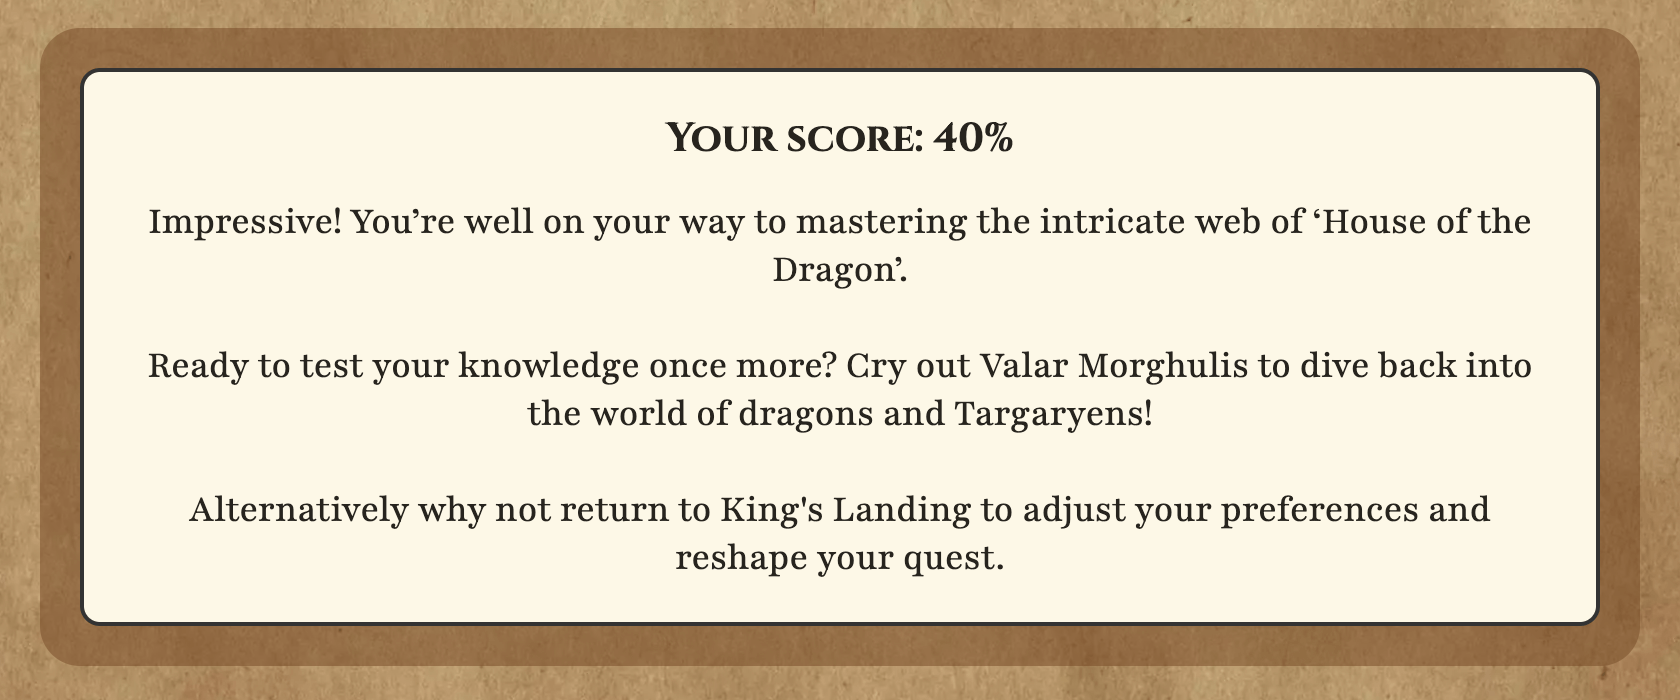 Your score: 40%
Impressive! You’re well on your way to mastering the intricate web of ‘House of the
Dragon’.
Ready to test your knowledge once more? Cry out Valar Morghulis to dive back into
the world of dragons and Targaryens!
Alternatively why not return to King's Landing to adjust your preferences and
reshape your quest.